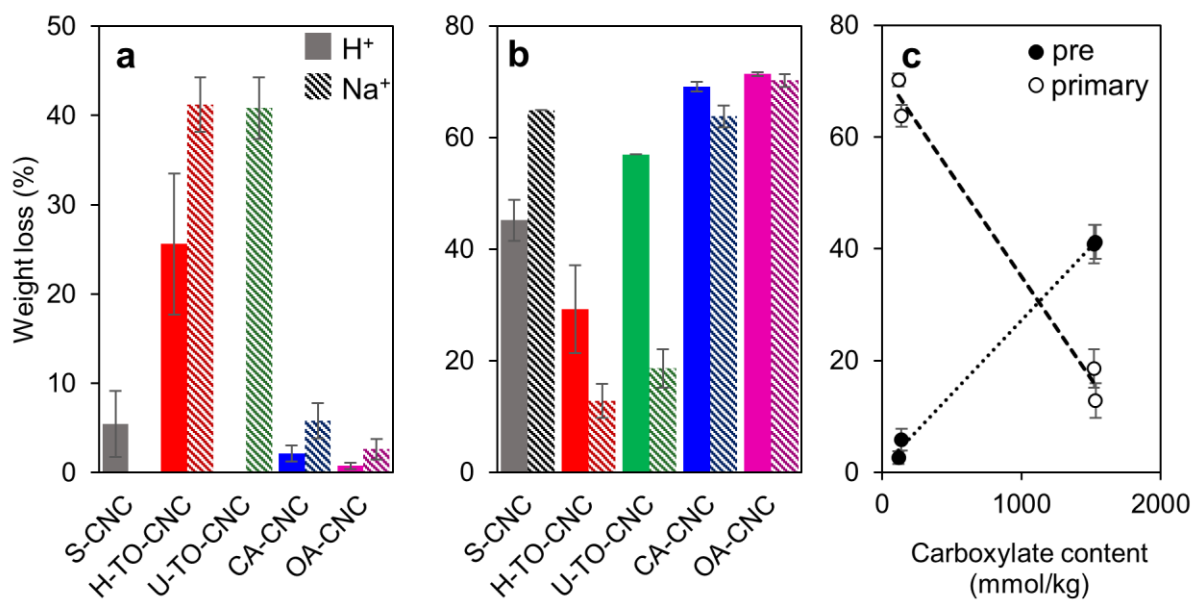 Weight loss (%)
50
40
30
20
10
0
a
H⁺
Na⁺
S-CNC
H-TO-CNC
U-TO-CNC
CA-CNC
OA-CNC
80
60
40
20
0
b
S-CNC
H-TO-CNC
U-TO-CNC
CA-CNC
OA-CNC
80
60
40
20
0
c
pre
primary
0 1000 2000
Carboxylate content
(mmol/kg)